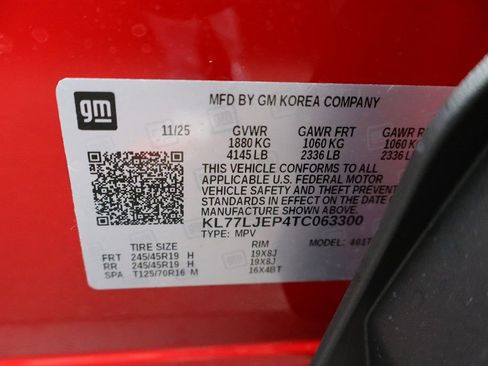 gm
MFD BY GM KOREA COMPANY
11/25 GVWR GAWR FRT GAWR R
1880 KG 1060 KG 1060 KG
4145 LB 2336 LB 2336 LB
THIS VEHICLE CONFORMS TO ALL
APPLICABLE U.S. FEDERAL MOTOR
VEHICLE SAFETY AND THEFT PREVENTION
STANDARDS IN EFFECT ON THE DATE OF
MANUFACTURE SHOWN ABOVE.
KL77LJEP4TC063300
TYPE: MPV MODEL:
TIRE SIZE RIM
FRT 245/45R19 H 19X8J
RR 245/45R19 H 19X8J
SPA T125/70R16 M 16X4BT